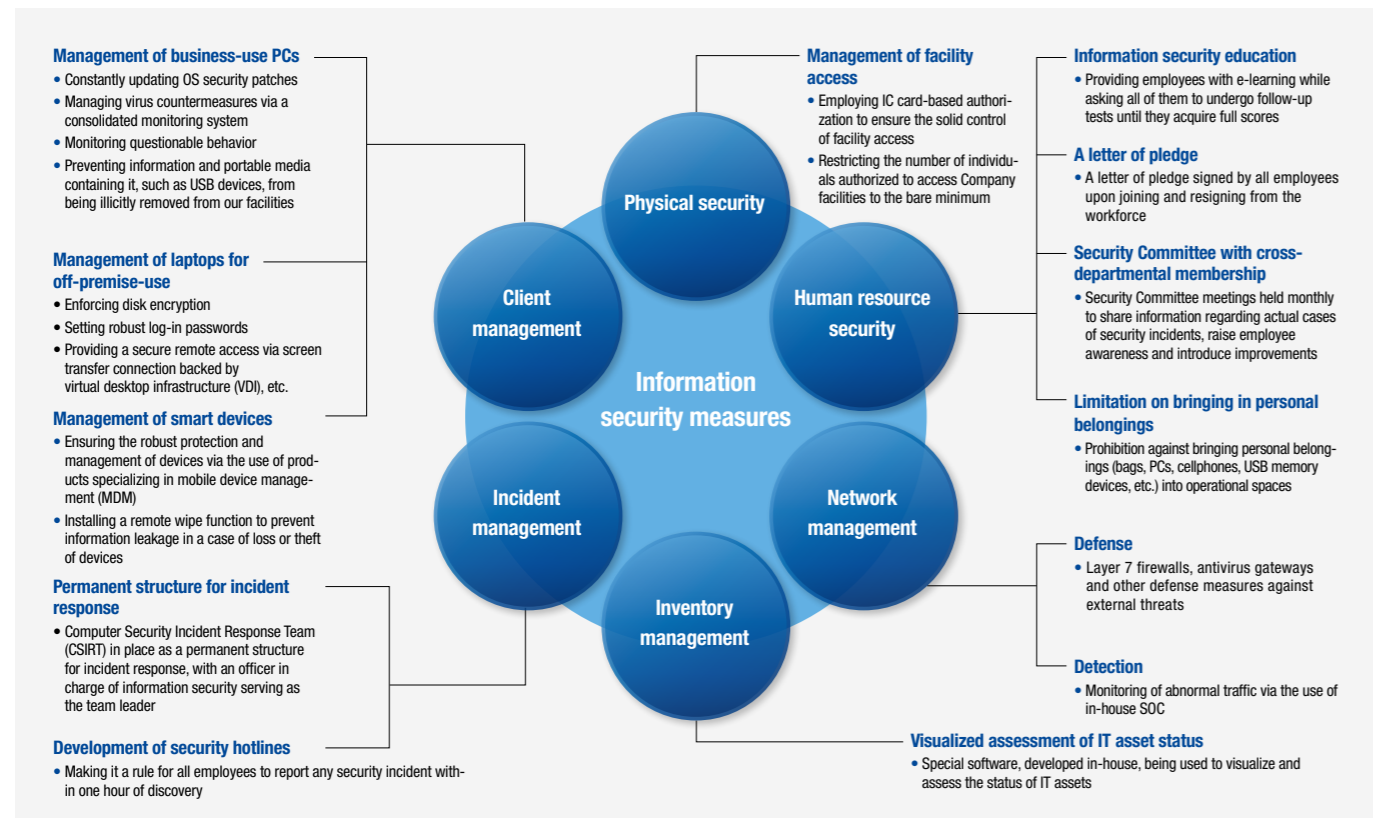 Management of business-use PCs
• Constantly updating OS security patches
• Managing virus countermeasures via a
consolidated monitoring system
• Monitoring questionable behavior
• Preventing information and portable media
containing it, such as USB devices, from
being illicitly removed from our facilities
Management of laptops for
off-premise-use
• Enforcing disk encryption
• Setting robust log-in passwords
• Providing a secure remote access via screen
transfer connection backed by
virtual desktop infrastructure (VDI), etc.
Management of smart devices
• Ensuring the robust protection and
management of devices via the use of prod-
ucts specializing in mobile device manage-
ment (MDM)
• Installing a remote wipe function to prevent
information leakage in a case of loss or theft
of devices
Permanent structure for incident
response
• Computer Security Incident Response Team
(CSIRT) in place as a permanent structure
for incident response, with an officer in
charge of information security serving as
the team leader
Development of security hotlines
• Making it a rule for all employees to report any security incident with-
in one hour of discovery
Physical security
Client
management
Human resource
security
Information
security measures
Incident
management
Network
management
Inventory
management
Management of facility
access
• Employing IC card-based authori-
zation to ensure the solid control
of facility access
• Restricting the number of individu-
als authorized to access Company
facilities to the bare minimum
Information security education
• Providing employees with e-learning while
asking all of them to undergo follow-up
tests until they acquire full scores
A letter of pledge
• A letter of pledge signed by all employees
upon joining and resigning from the
workforce
Security Committee with cross-
departmental membership
• Security Committee meetings held monthly
to share information regarding actual cases
of security incidents, raise employee
awareness and introduce improvements
Limitation on bringing in personal
belongings
• Prohibition against bringing personal belong-
ings (bags, PCs, cellphones, USB memory
devices, etc.) into operational spaces
Defense
• Layer 7 firewalls, antivirus gateways
and other defense measures against
external threats
Detection
• Monitoring of abnormal traffic via the use of
in-house SOC
Visualized assessment of IT asset status
• Special software, developed in-house, being used to visualize and
assess the status of IT assets